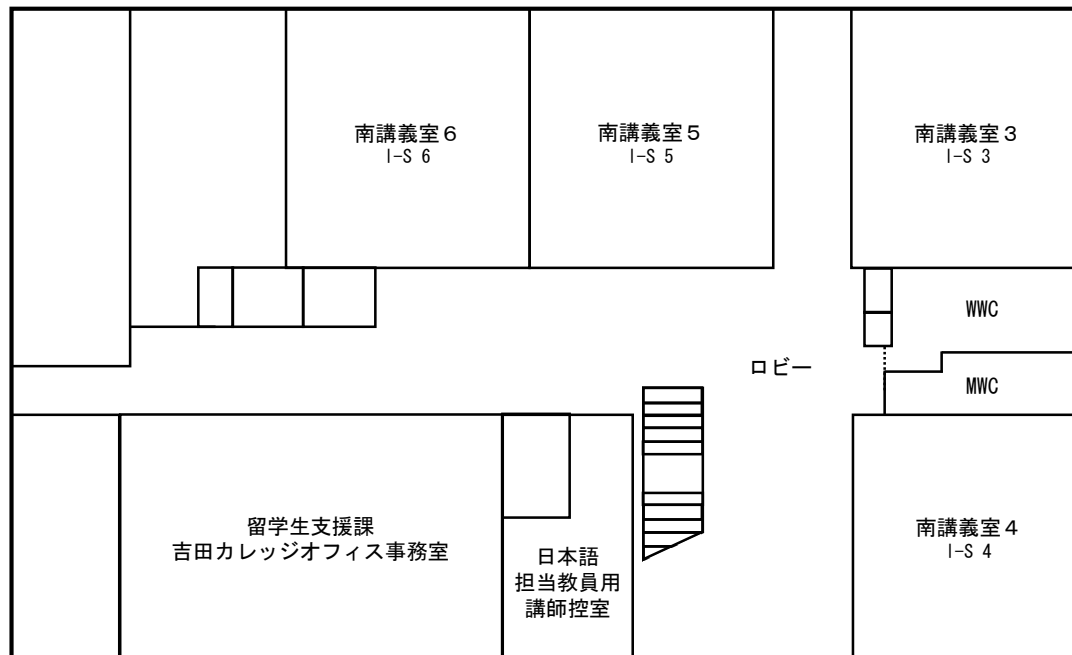 南講義室６
I-S 6
南講義室５
I-S 5
南講義室３
I-S 3
WWC
ロビー
MWC
留学生支援課
吉田カレッジオフィス事務室
日本語
担当教員用
講師控室
南講義室４
I-S 4